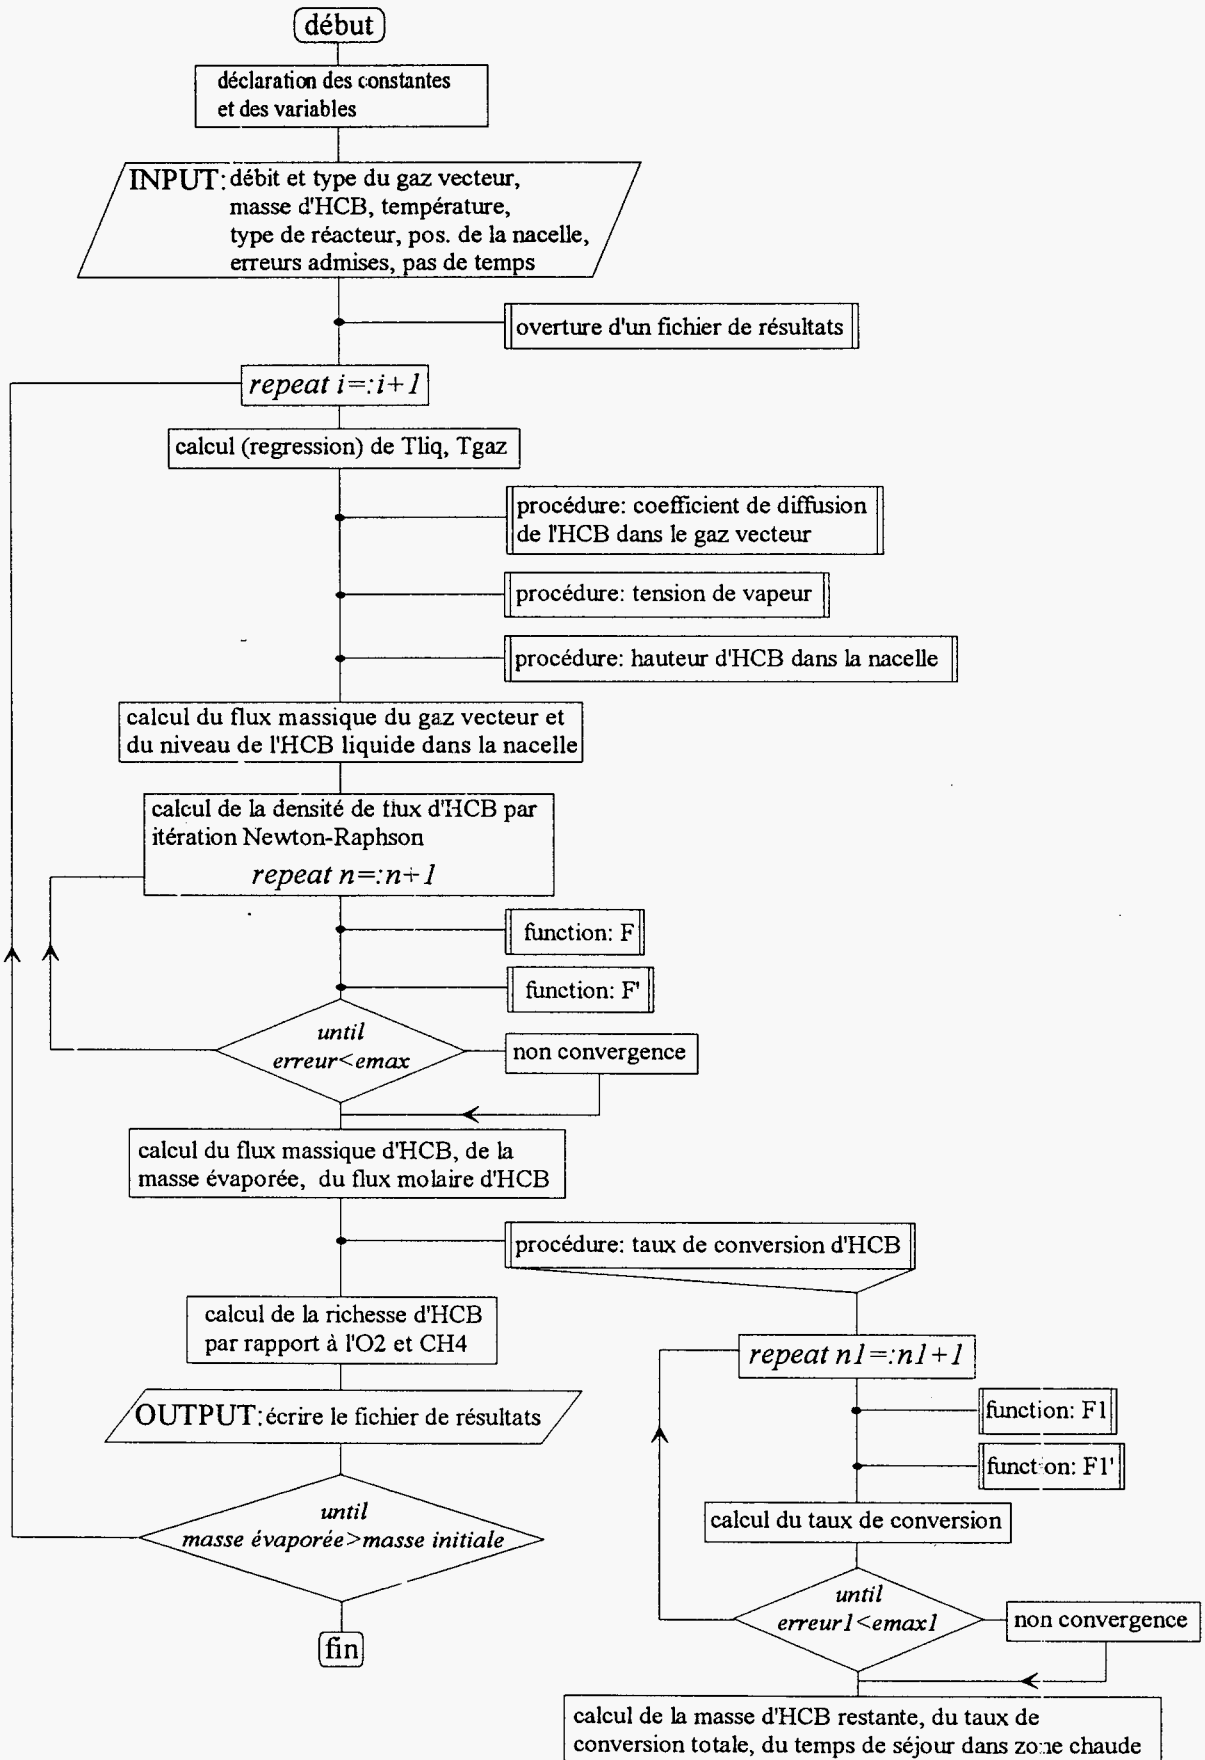 début
déclaration des constantes
et des variables
INPUT: débit et type du gaz vecteur,
masse d'HCB, température,
type de réacteur, pos. de la nacelle,
erreurs admises, pas de temps
overture d'un fichier de résultats
repeat i=:i+1
calcul (regression) de Tliq, Tgaz
procédure: coefficient de diffusion
de l'HCB dans le gaz vecteur
procédure: tension de vapeur
procédure: hauteur d'HCB dans la nacelle
calcul du flux massique du gaz vecteur et
du niveau de l'HCB liquide dans la nacelle
calcul de la densité de flux d'HCB par
itération Newton-Raphson
repeat n=:n+1
function: F
function: F'
until
erreur<emax
non convergence
calcul du flux massique d'HCB, de la
masse évaporée, du flux molaire d'HCB
procédure: taux de conversion d'HCB
calcul de la richesse d'HCB
par rapport à l'O2 et CH4
repeat n1=:n1+1
OUTPUT: écrire le fichier de résultats
function: F1
function: F1'
calcul du taux de conversion
until
masse évaporée>masse initiale
until
erreur1<emax1
non convergence
fin
calcul de la masse d'HCB restante, du taux de
conversion totale, du temps de séjour dans zone chaude